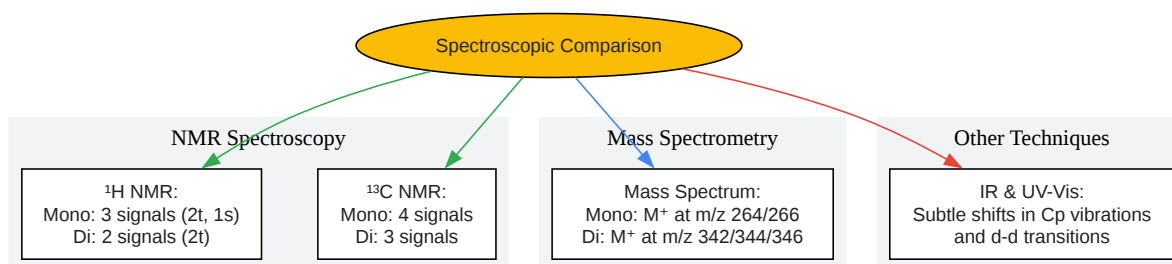 Spectroscopic Comparison
NMR Spectroscopy
¹H NMR:
Mono: 3 signals (2t, 1s)
Di: 2 signals (2t)
¹³C NMR:
Mono: 4 signals
Di: 3 signals
Mass Spectrometry
Mass Spectrum:
Mono: M⁺ at m/z 264/266
Di: M⁺ at m/z 342/344/346
Other Techniques
IR & UV-Vis:
Subtle shifts in Cp vibrations
and d-d transitions